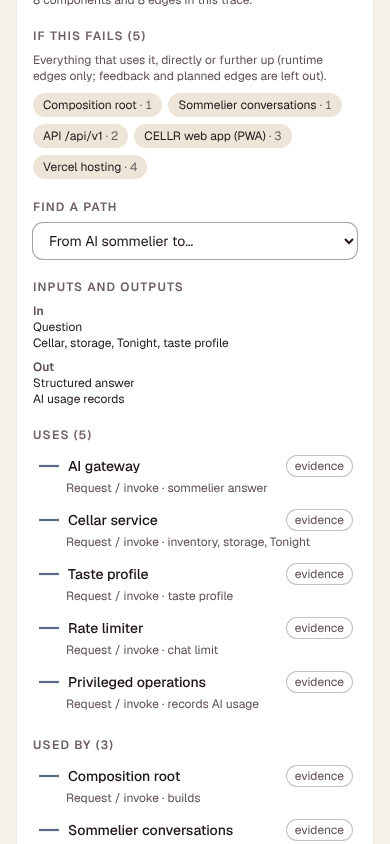 8 components and 8 edges in this trace.
IF THIS FAILS (5)
Everything that uses it, directly or further up (runtime
edges only; feedback and planned edges are left out).
Composition root · 1
Sommelier conversations · 1
API /api/v1 · 2
CELLR web app (PWA) · 3
Vercel hosting · 4
FIND A PATH
From AI sommelier to…
INPUTS AND OUTPUTS
In
Question
Cellar, storage, Tonight, taste profile
Out
Structured answer
AI usage records
USES (5)
AI gateway evidence
Request / invoke · sommelier answer
Cellar service evidence
Request / invoke · inventory, storage, Tonight
Taste profile evidence
Request / invoke · taste profile
Rate limiter evidence
Request / invoke · chat limit
Privileged operations evidence
Request / invoke · records AI usage
USED BY (3)
Composition root evidence
Request / invoke · builds
Sommelier conversations evidence